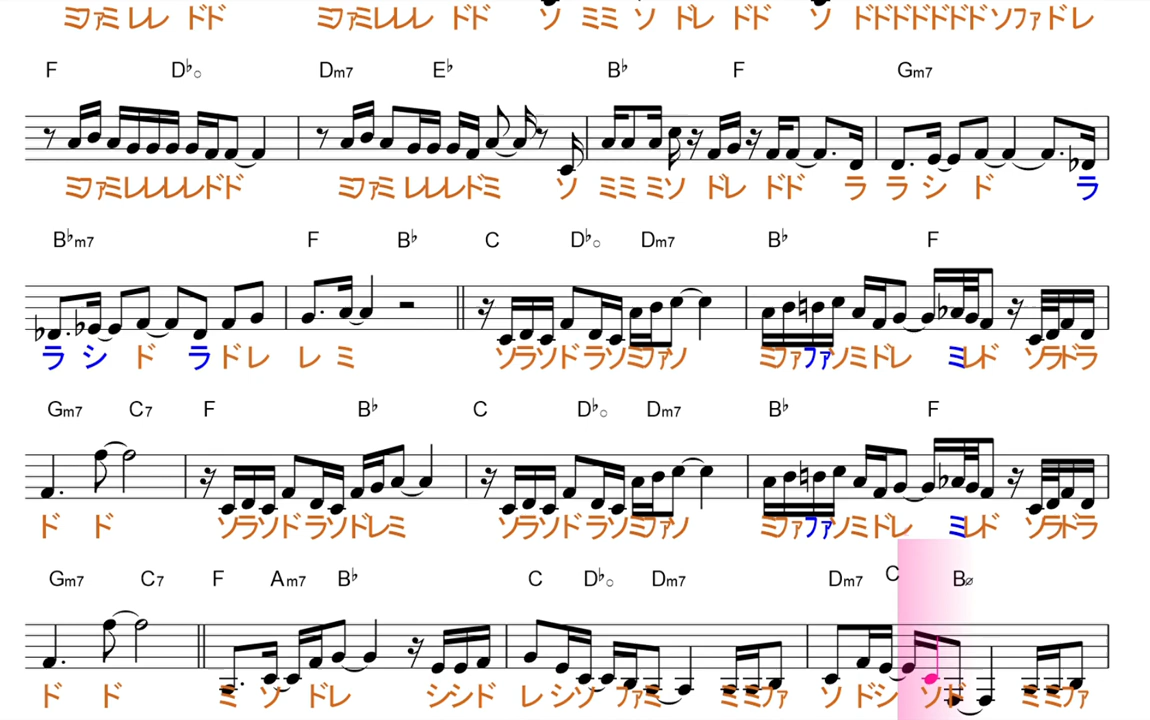 ミファミレレ ドド ミファミレレレ ドド ソ ミミ ソ ドレ ドド ソ ドドドドドドド ソファドレ
F D♭○ Dm7 E♭ B♭ F Gm7
ミファミレレレレドド ミファミ レレレドミ ソ ミミ ミソ ドレ ドド ラ ラ シ ド ラ
B♭m7 F B♭ C D♭○ Dm7 B♭ F
ラ シ ド ラ ド レ レ ミ ソラソド ラソミファソ ミファファソミドレ ミレド ソラドラ
Gm7 C7 F B♭ C D♭○ Dm7 B♭ F
ド ド ソラソド ラソドレミ ソラソド ラソミファソ ミファファソミドレ ミレド ソラドラ
Gm7 C7 F Am7 B♭ C D♭○ Dm7 Dm7 C B∅
ド ド ミ ソ ドレ シシド レ シソ ファミ ミミファ ソ ドシ ソド ミミファ